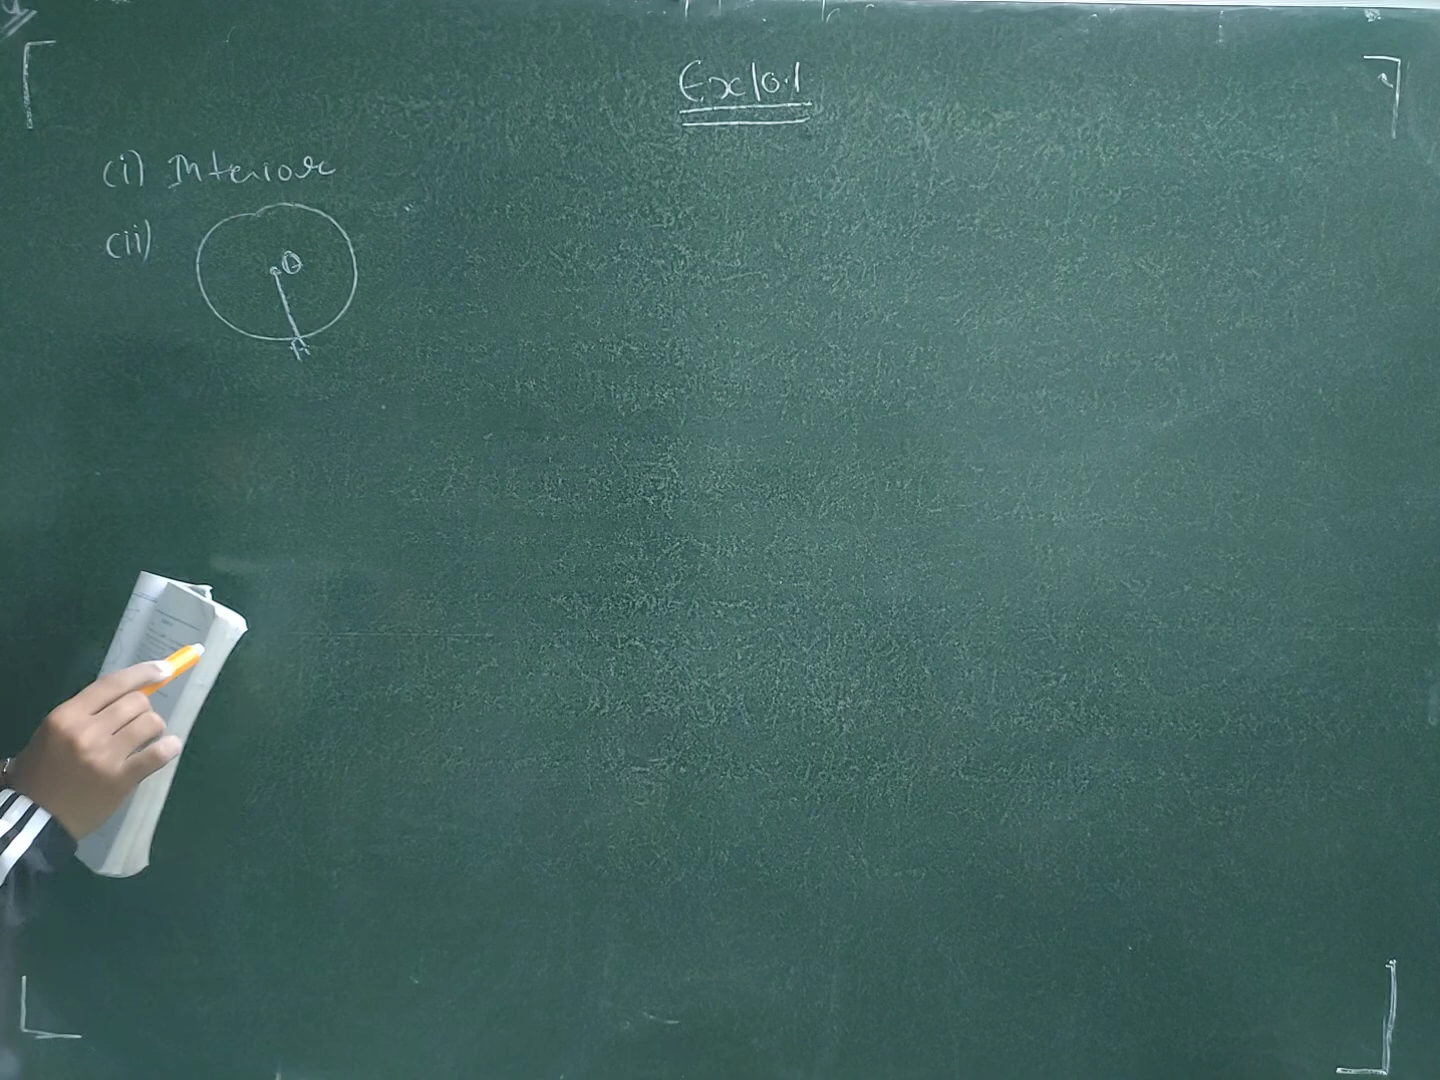 Ex 10.1
(i) Interior
(ii)
O
A